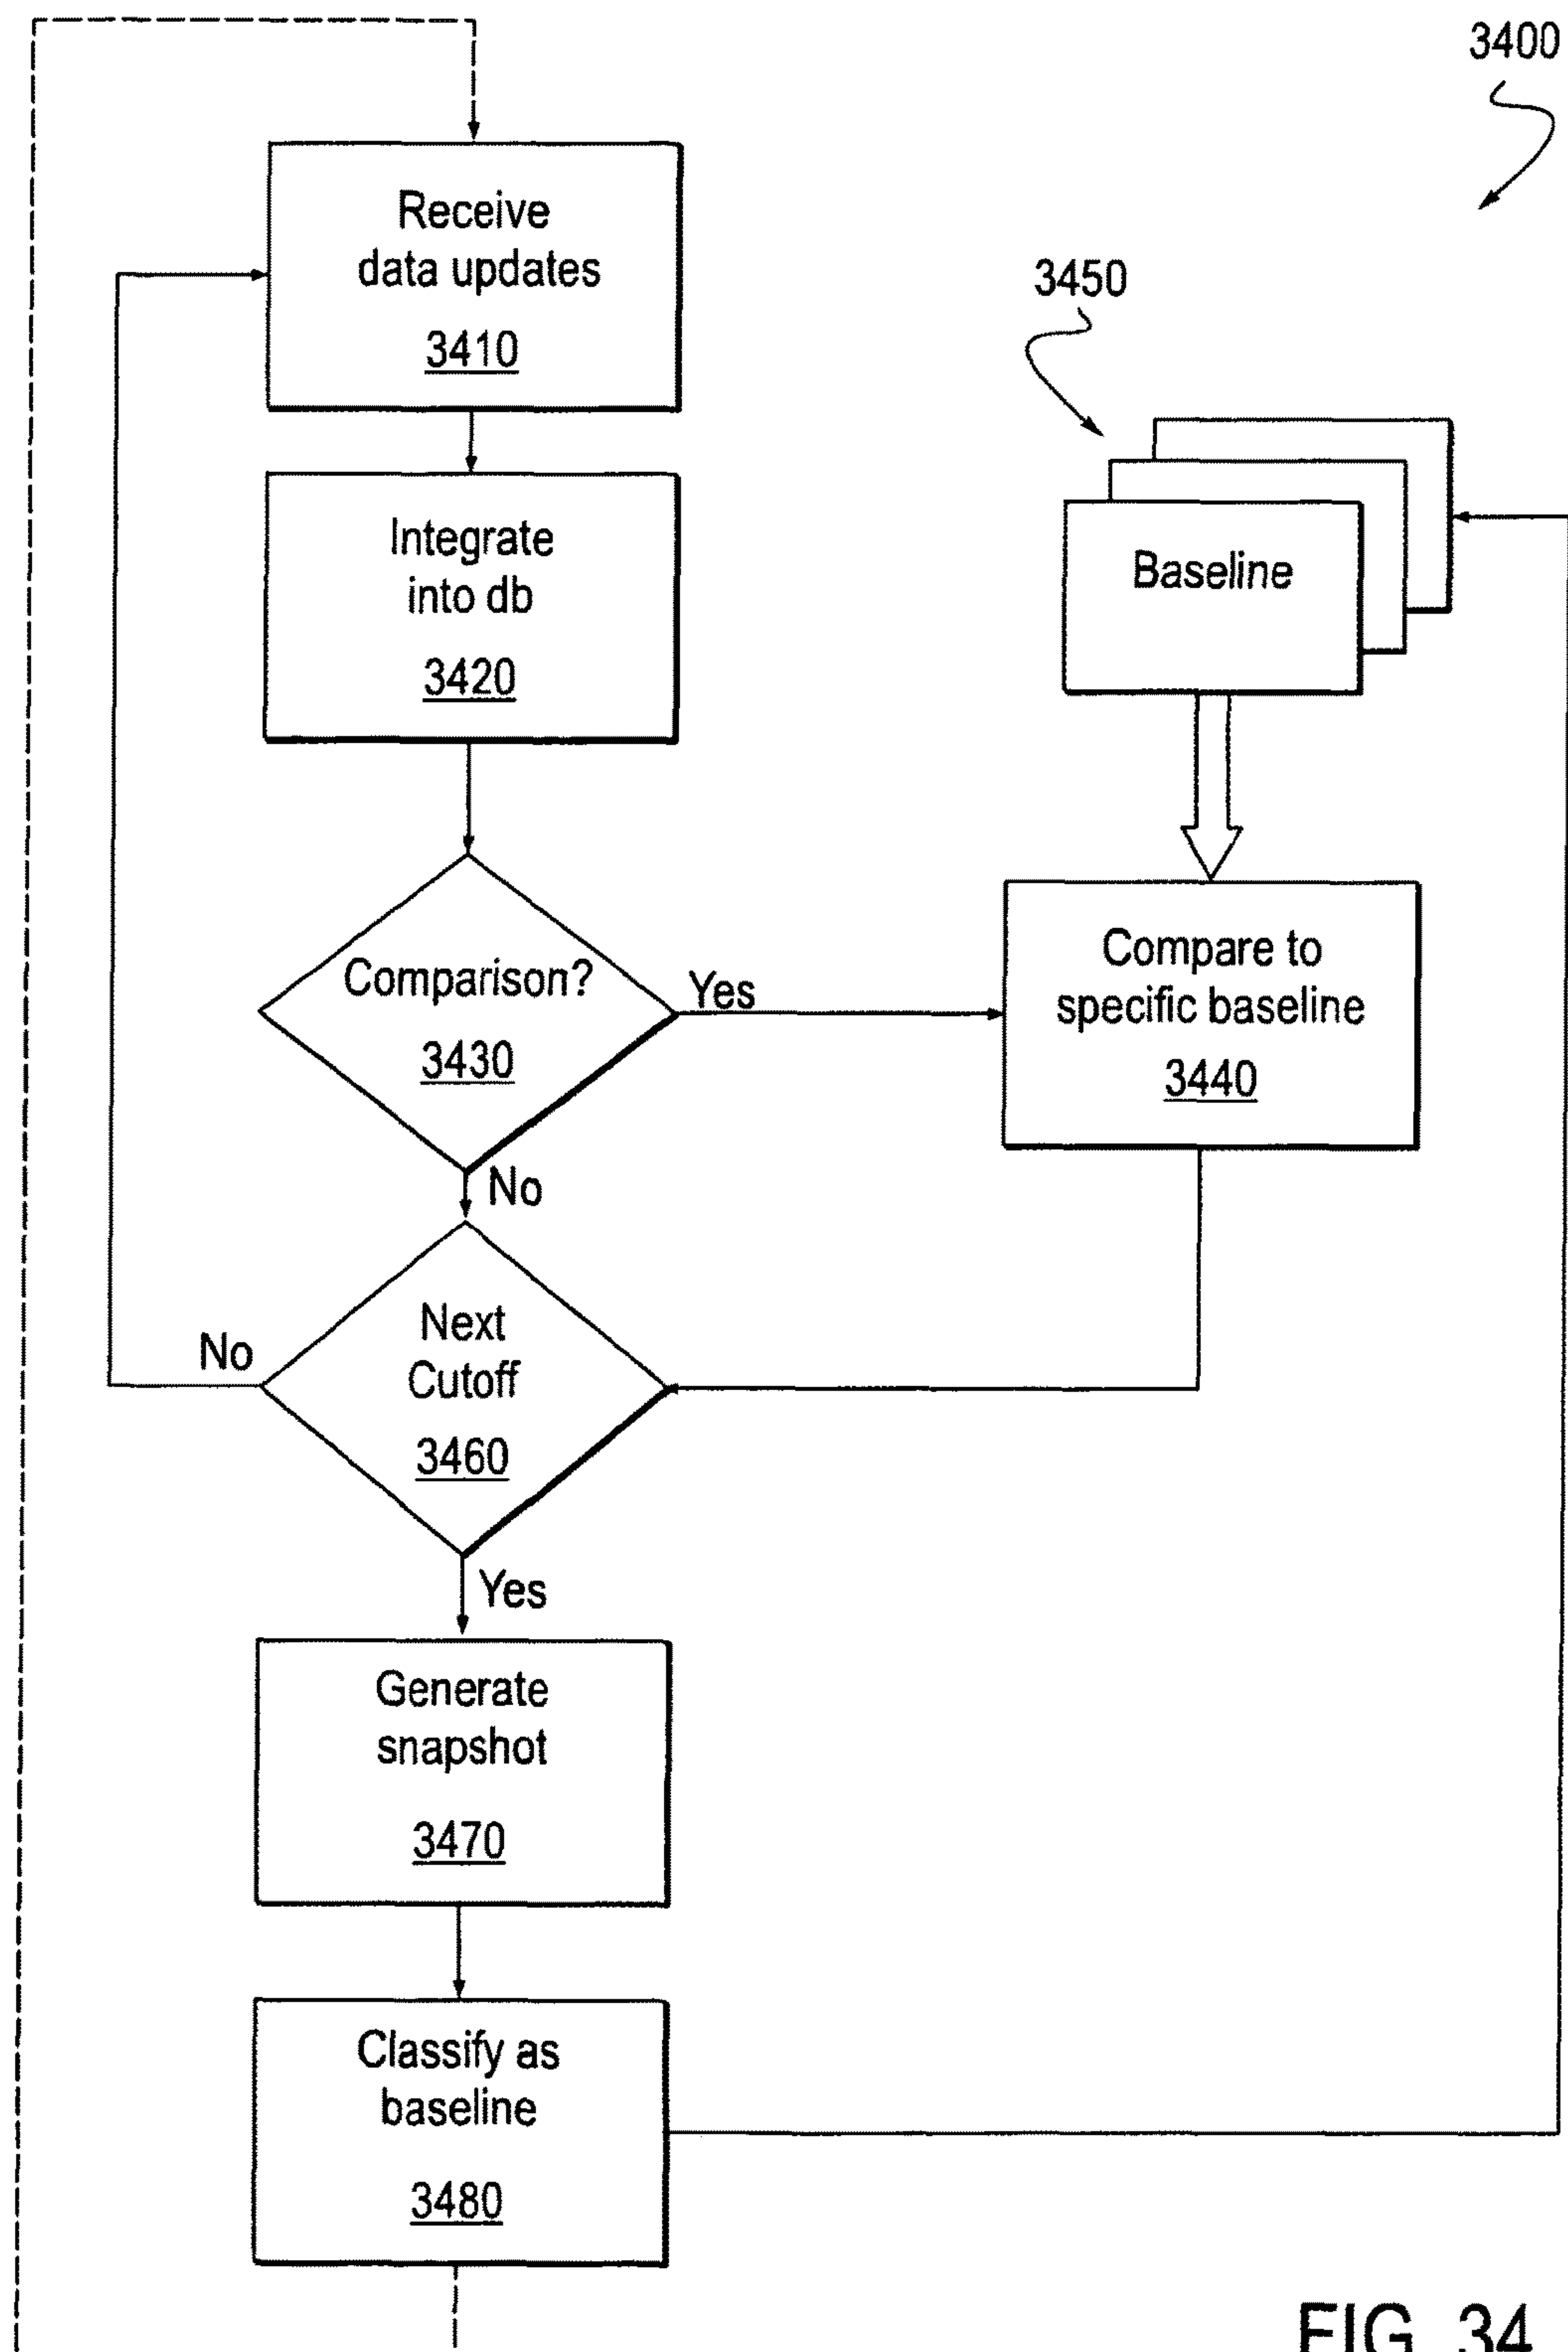 3400
Receive
data updates
3410
3450
Integrate
into db
3420
Baseline
Comparison?
3430
Yes
Compare to
specific baseline
3440
No
Next
Cutoff
3460
No
Yes
Generate
snapshot
3470
Classify as
baseline
3480
FIG. 34